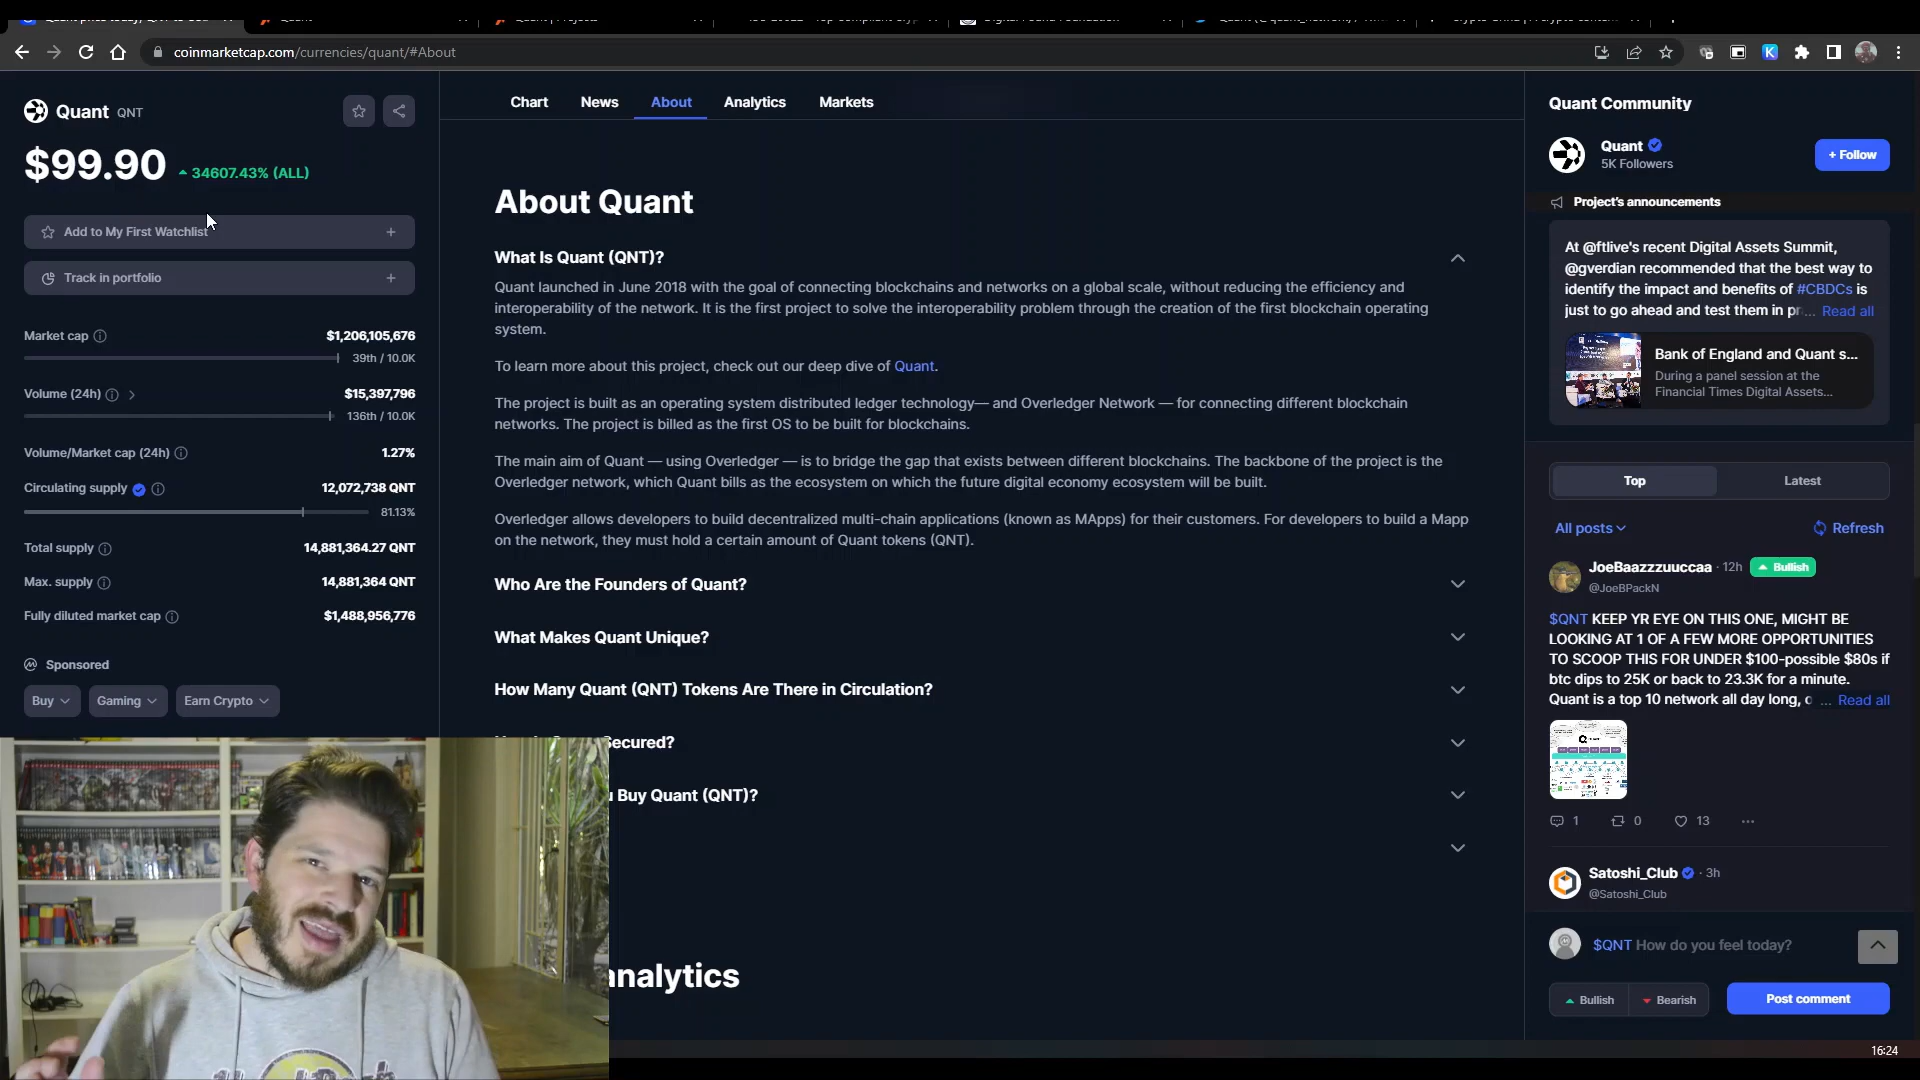 coinmarketcap.com/currencies/quant/#About
Quant QNT
$99.90 34607.43% (ALL)
Add to My First Watchlist
Track in portfolio
Market cap $1,206,105,676
39th / 10.0K
Volume (24h) $15,397,796
136th / 10.0K
Volume/Market cap (24h) 1.27%
Circulating supply 12,072,738 QNT
81.13%
Total supply 14,881,364.27 QNT
Max. supply 14,881,364 QNT
Fully diluted market cap $1,488,956,776
Sponsored
Buy Gaming Earn Crypto
Chart News About Analytics Markets
About Quant
What Is Quant (QNT)?
Quant launched in June 2018 with the goal of connecting blockchains and networks on a global scale, without reducing the efficiency and
interoperability of the network. It is the first project to solve the interoperability problem through the creation of the first blockchain operating
system.
To learn more about this project, check out our deep dive of Quant.
The project is built as an operating system distributed ledger technology— and Overledger Network — for connecting different blockchain
networks. The project is billed as the first OS to be built for blockchains.
The main aim of Quant — using Overledger — is to bridge the gap that exists between different blockchains. The backbone of the project is the
Overledger network, which Quant bills as the ecosystem on which the future digital economy ecosystem will be built.
Overledger allows developers to build decentralized multi-chain applications (known as MApps) for their customers. For developers to build a Mapp
on the network, they must hold a certain amount of Quant tokens (QNT).
Who Are the Founders of Quant?
What Makes Quant Unique?
How Many Quant (QNT) Tokens Are There in Circulation?
Secured?
u Buy Quant (QNT)?
analytics
Quant Community
Quant
5K Followers
+ Follow
Project's announcements
At @ftlive's recent Digital Assets Summit,
@gverdian recommended that the best way to
identify the impact and benefits of #CBDCs is
just to go ahead and test them in pr... Read all
Bank of England and Quant s...
During a panel session at the
Financial Times Digital Assets...
Top Latest
All posts Refresh
JoeBaazzzuuccaa · 12h Bullish
@JoeBPackN
$QNT KEEP YR EYE ON THIS ONE, MIGHT BE
LOOKING AT 1 OF A FEW MORE OPPORTUNITIES
TO SCOOP THIS FOR UNDER $100-possible $80s if
btc dips to 25K or back to 23.3K for a minute.
Quant is a top 10 network all day long, o ... Read all
1 0 13
Satoshi_Club · 3h
@Satoshi_Club
$QNT How do you feel today?
Bullish Bearish Post comment
16:24